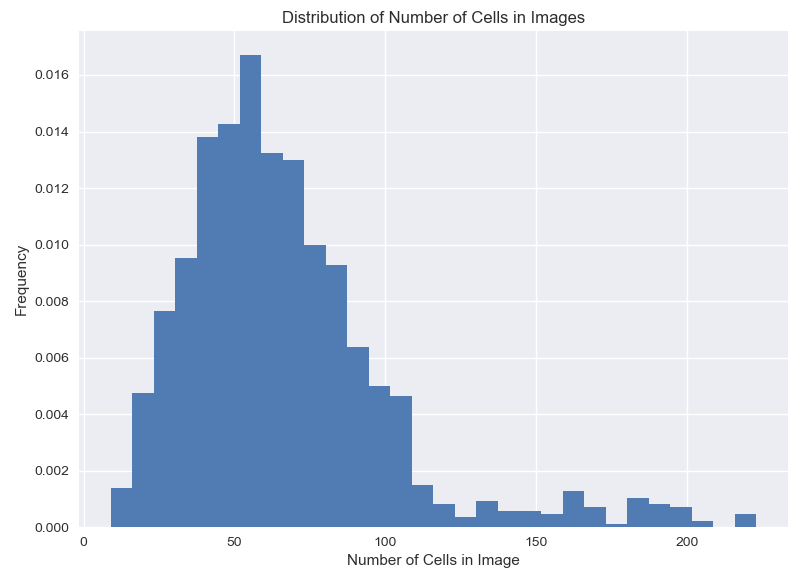 Distribution of Number of Cells in Images
0.016
0.014
0.012
0.010
0.008
0.006
0.004
0.002
0.000
Frequency
0 50 100 150 200
Number of Cells in Image